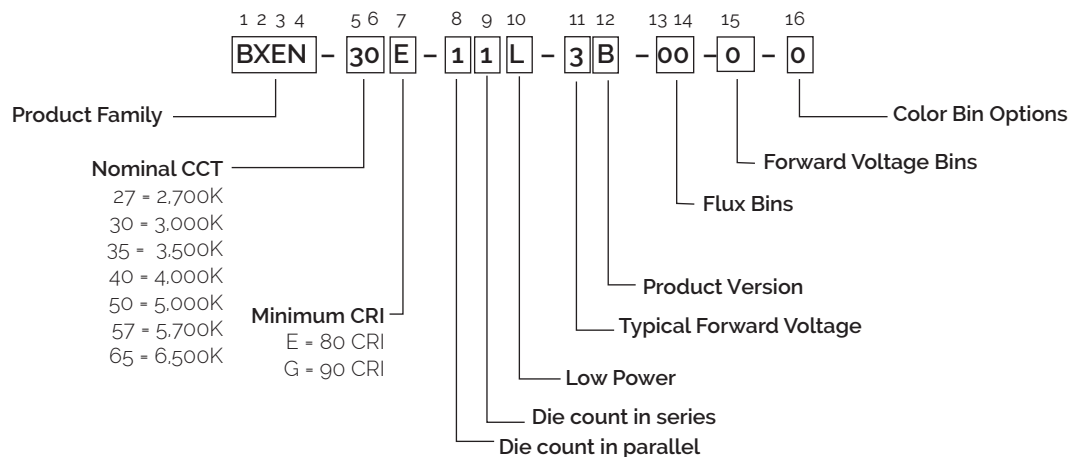 1 2 3 4 5 6 7 8 9 10 11 12 13 14 15 16
BXEN – 30 E – 1 1 L – 3 B – 00 – 0 – 0
Product Family
Color Bin Options
Nominal CCT
27 = 2,700K
30 = 3,000K
35 = 3,500K
40 = 4,000K
50 = 5,000K
57 = 5,700K
65 = 6,500K
Forward Voltage Bins
Flux Bins
Product Version
Minimum CRI
E = 80 CRI
G = 90 CRI
Typical Forward Voltage
Low Power
Die count in series
Die count in parallel